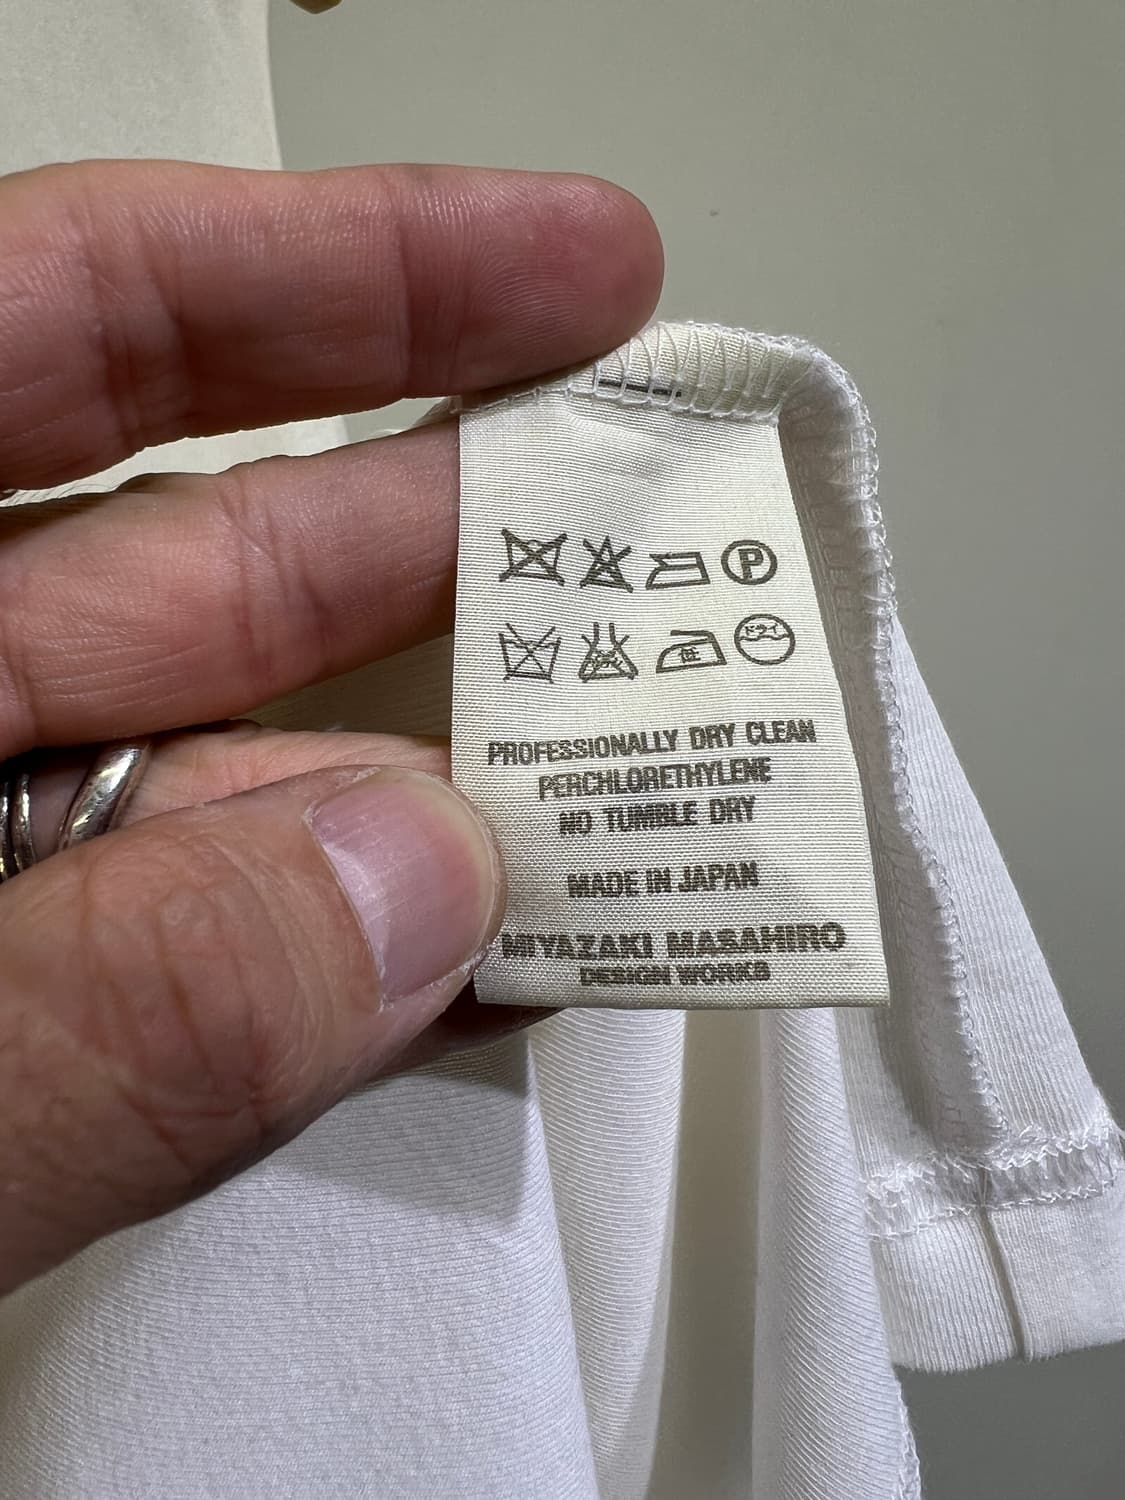 P
PROFESSIONALLY DRY CLEAN
PERCHLORETHYLENE
NO TUMBLE DRY
MADE IN JAPAN
MIYAZAKI MASAHIRO
DESIGN WORKS